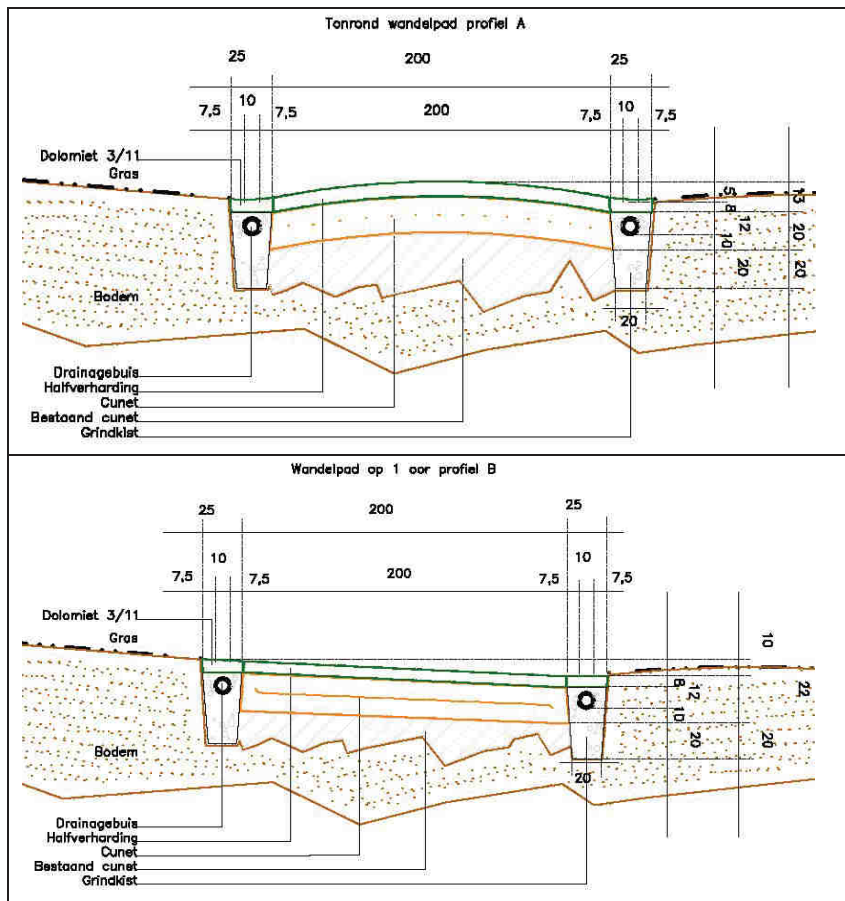 Tonrond wandelpad profiel A
25 200 25
10 200 10
7,5 7,5 7,5 7,5
Dolomiet 3/11
Gras
5 13
8
12 20
10
20 20
Bodem
20
Drainagebuis
Halfverharding
Cunet
Bestaand cunet
Grindkist
Wandelpad op 1 oor profiel B
25 200 25
10 10
7,5 7,5 200 7,5 7,5
Dolomiet 3/11
Gras
10
8 12 22
10
20 20
Bodem
20
Drainagebuis
Halfverharding
Cunet
Bestaand cunet
Grindkist